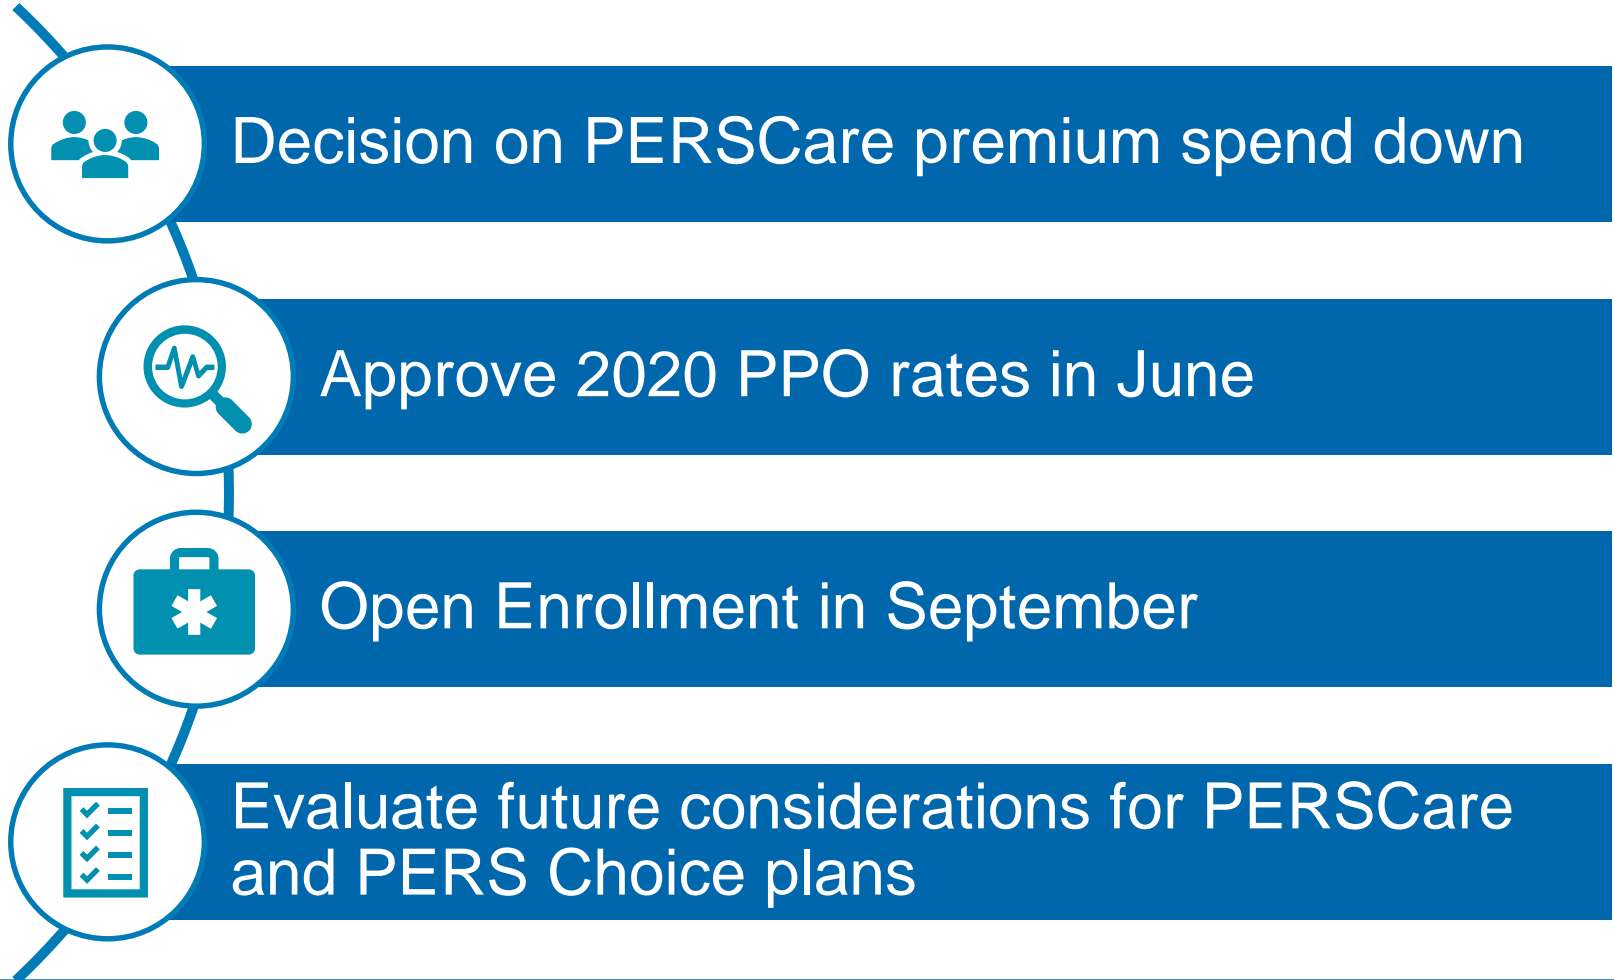 Decision on PERSCare premium spend down
Approve 2020 PPO rates in June
Open Enrollment in September
Evaluate future considerations for PERSCare
and PERS Choice plans